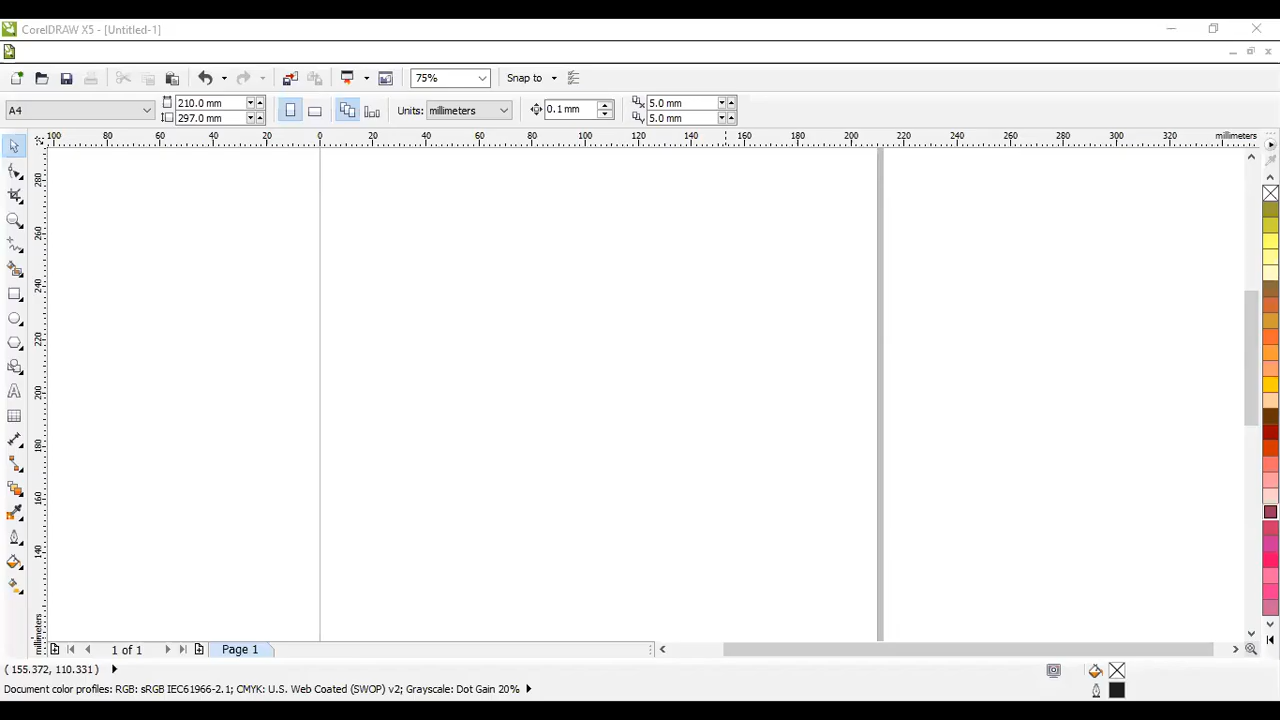 CorelDRAW X5 - [Untitled-1]
75%
Snap to
A4
210.0 mm
297.0 mm
Units: millimeters
0.1 mm
5.0 mm
5.0 mm
100 80 60 40 20 0 20 40 60 80 100 120 140 160 180 200 220 240 260 280 300 320 millimeters
280
260
240
220
200
180
160
140
millimeters
A
1 of 1
Page 1
( 155.372, 110.331 )
Document color profiles: RGB: sRGB IEC61966-2.1; CMYK: U.S. Web Coated (SWOP) v2; Grayscale: Dot Gain 20%